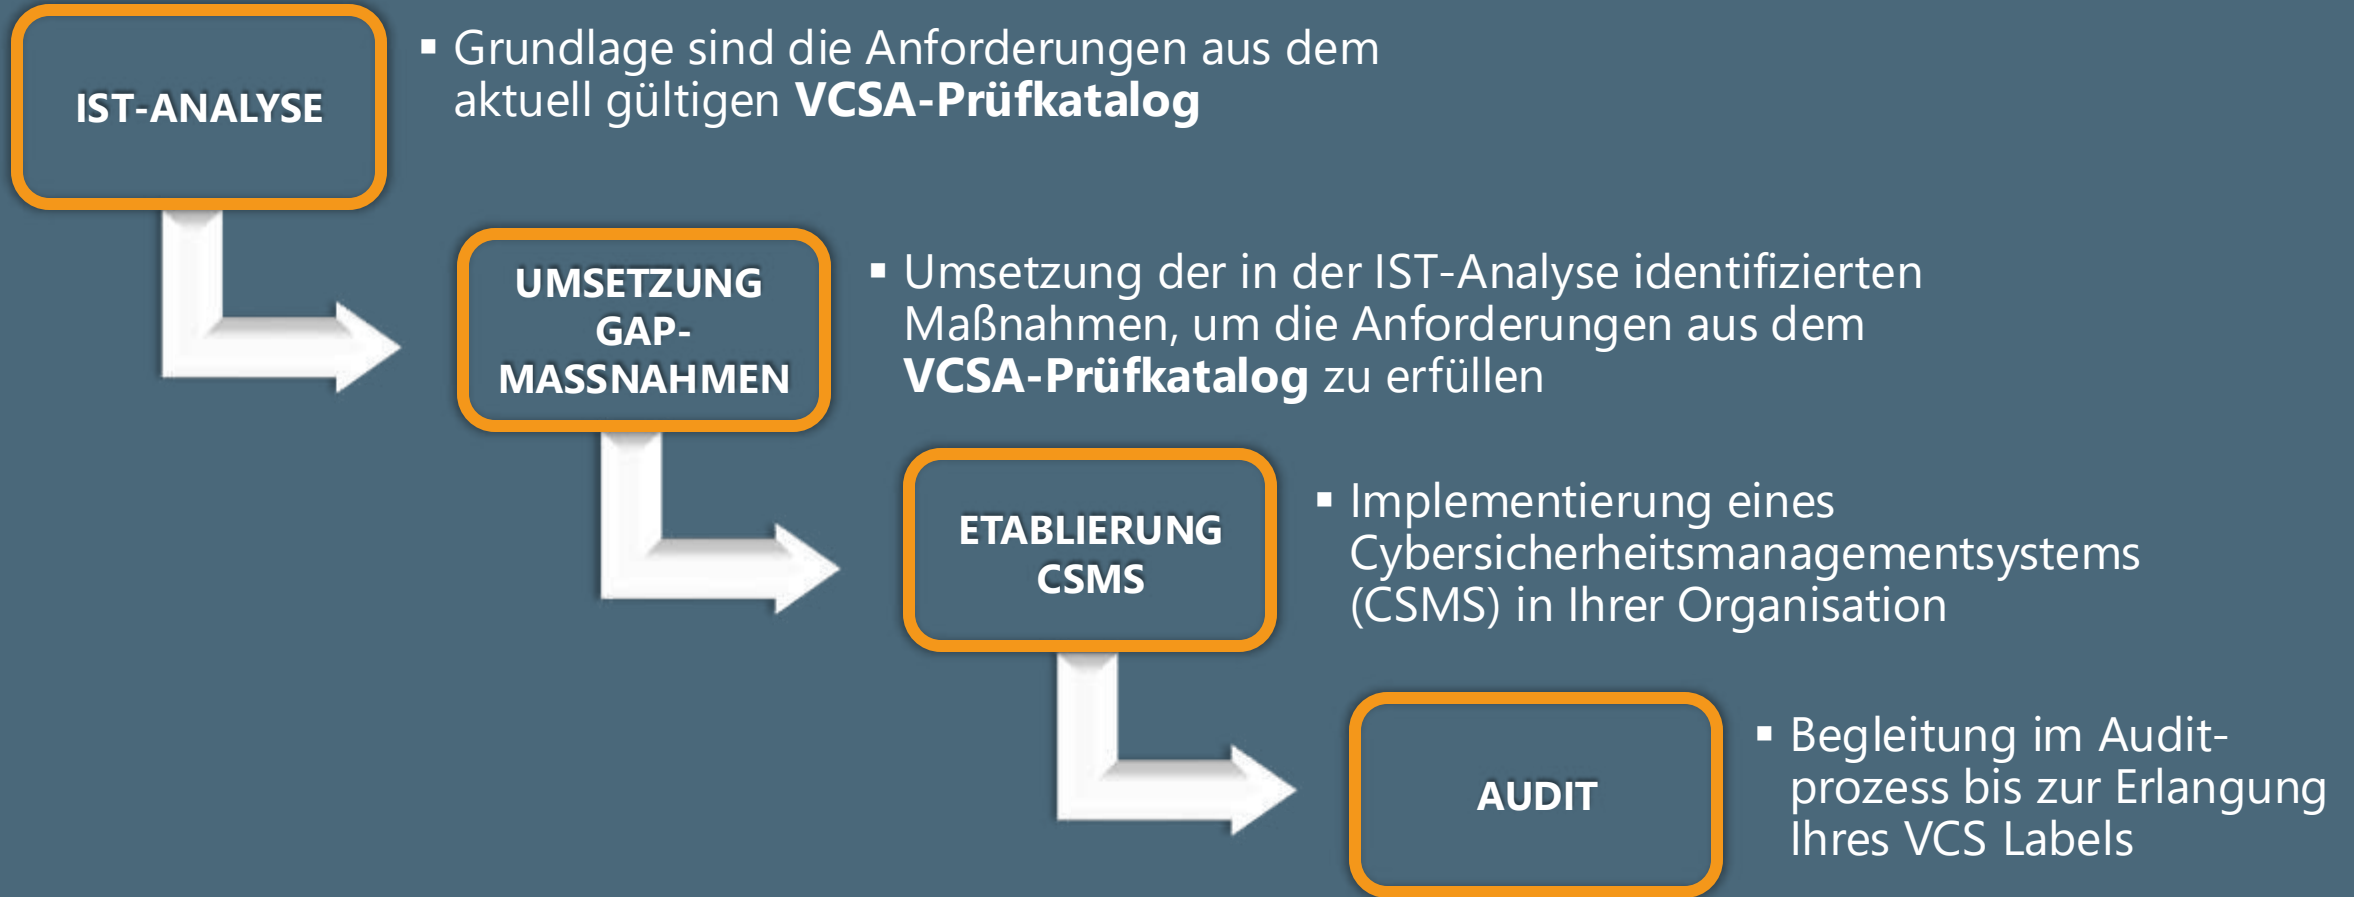 IST-ANALYSE
▪ Grundlage sind die Anforderungen aus dem
aktuell gültigen VCSA-Prüfkatalog
UMSETZUNG
GAP-
MASSNAHMEN
▪ Umsetzung der in der IST-Analyse identifizierten
Maßnahmen, um die Anforderungen aus dem
VCSA-Prüfkatalog zu erfüllen
ETABLIERUNG
CSMS
▪ Implementierung eines
Cybersicherheitsmanagementsystems
(CSMS) in Ihrer Organisation
AUDIT
▪ Begleitung im Audit-
prozess bis zur Erlangung
Ihres VCS Labels